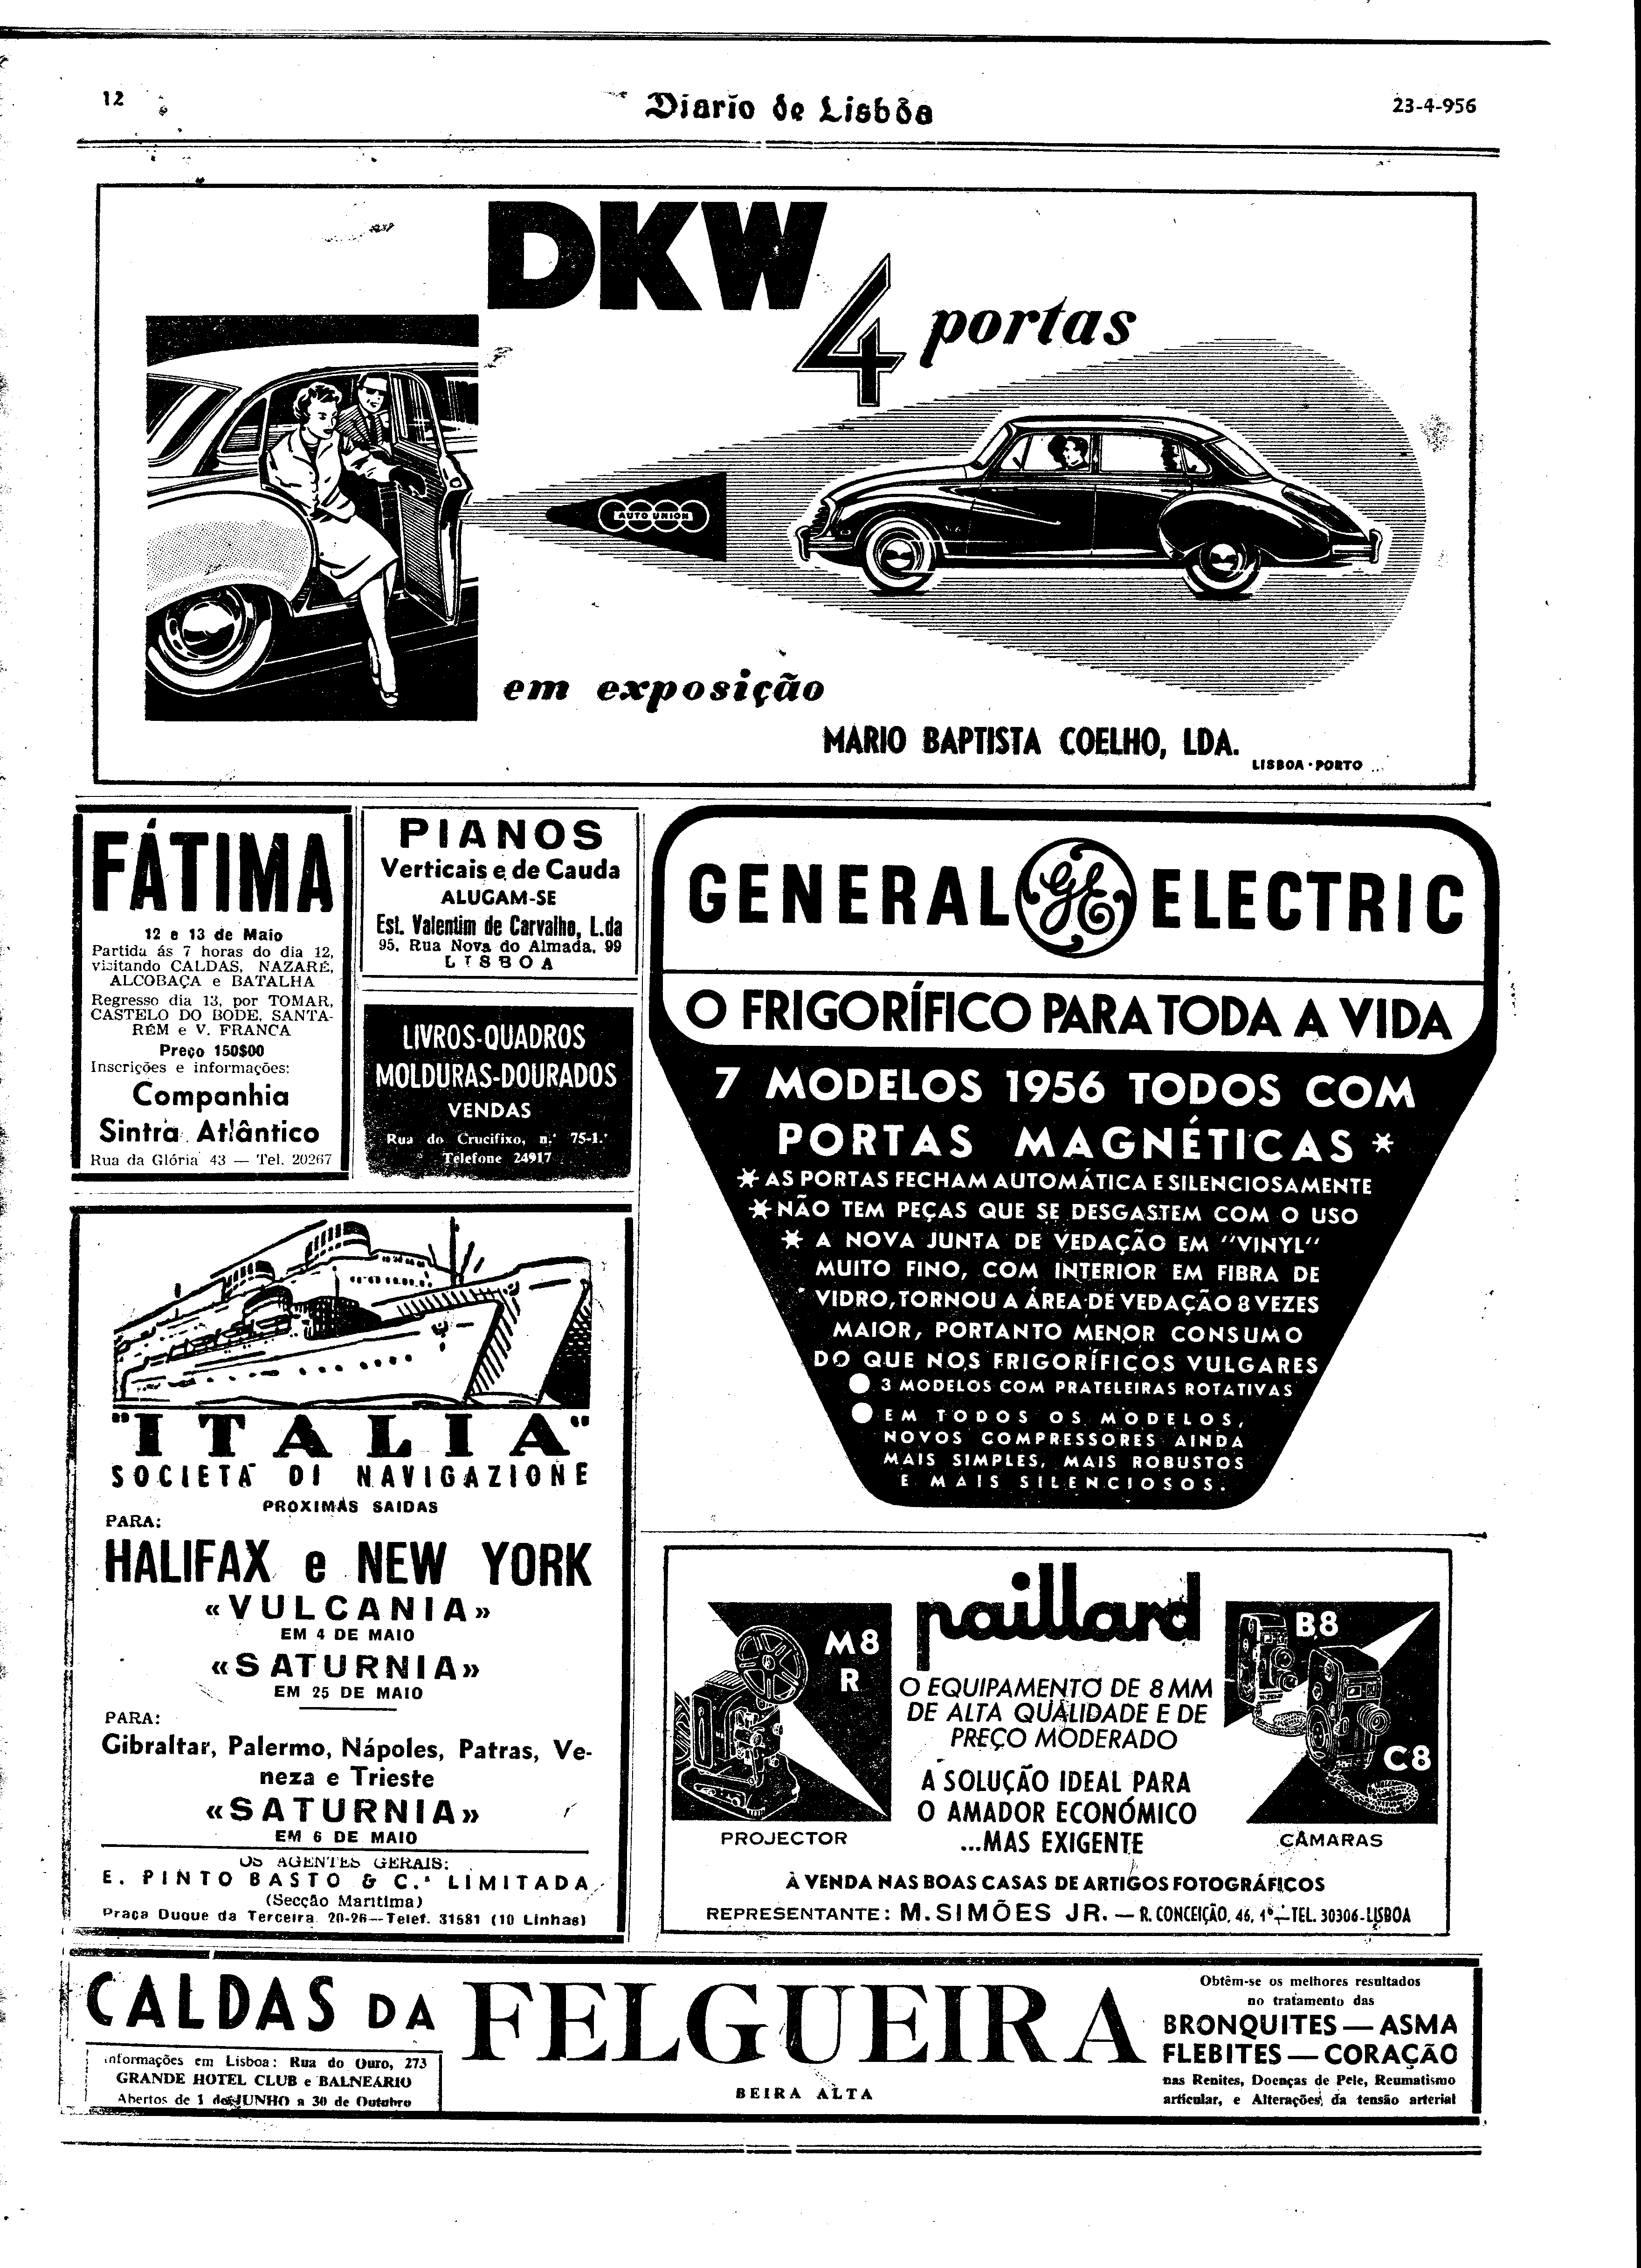 12
Diario de Lisbôa
23-4-956
DKW
4 portas
AUTO UNION
em exposição
MARIO BAPTISTA COELHO, LDA.
LISBOA · PORTO
FÁTIMA
12 e 13 de Maio
Partida ás 7 horas do dia 12,
visitando CALDAS, NAZARÉ,
ALCOBAÇA e BATALHA
Regresso dia 13, por TOMAR,
CASTELO DO BODE, SANTA-
RÉM e V. FRANCA
Preço 150$00
Inscrições e informações:
Companhia
Sintra Atlântico
Rua da Glória 43 — Tel. 20267
PIANOS
Verticais e de Cauda
ALUGAM-SE
Est. Valentim de Carvalho, L.da
95, Rua Nova do Almada, 99
LISBOA
LIVROS-QUADROS
MOLDURAS-DOURADOS
VENDAS
Rua do Crucifixo, n.º 75-1.º
Telefone 24917
GENERAL GE ELECTRIC
O FRIGORÍFICO PARA TODA A VIDA
7 MODELOS 1956 TODOS COM
PORTAS MAGNÉTICAS *
* AS PORTAS FECHAM AUTOMÁTICA E SILENCIOSAMENTE
* NÃO TEM PEÇAS QUE SE DESGASTEM COM O USO
* A NOVA JUNTA DE VEDAÇÃO EM "VINYL"
MUITO FINO, COM INTERIOR EM FIBRA DE
VIDRO, TORNOU A ÁREA DE VEDAÇÃO 8 VEZES
MAIOR, PORTANTO MENOR CONSUMO
DO QUE NOS FRIGORÍFICOS VULGARES
● 3 MODELOS COM PRATELEIRAS ROTATIVAS
● EM TODOS OS MODELOS,
NOVOS COMPRESSORES AINDA
MAIS SIMPLES, MAIS ROBUSTOS
E MAIS SILENCIOSOS.
"ITALIA"
SOCIETA DI NAVIGAZIONE
PROXIMAS SAIDAS
PARA:
HALIFAX e NEW YORK
«VULCANIA»
EM 4 DE MAIO
«SATURNIA»
EM 25 DE MAIO
PARA:
Gibraltar, Palermo, Nápoles, Patras, Ve-
neza e Trieste
«SATURNIA»
EM 6 DE MAIO
OS AGENTES GERAIS:
E. PINTO BASTO & C.ª LIMITADA
(Secção Maritima)
Praça Duque da Terceira, 20-26—Telef. 31581 (10 Linhas)
paillard
M8
R
PROJECTOR
O EQUIPAMENTO DE 8 MM
DE ALTA QUALIDADE E DE
PREÇO MODERADO
A SOLUÇÃO IDEAL PARA
O AMADOR ECONÓMICO
...MAS EXIGENTE
B8
C8
CÂMARAS
À VENDA NAS BOAS CASAS DE ARTIGOS FOTOGRÁFICOS
REPRESENTANTE: M. SIMÕES JR. — R. CONCEIÇÃO, 46, 1º — TEL. 30306-LISBOA
CALDAS DA FELGUEIRA
BEIRA ALTA
Informações em Lisboa: Rua do Ouro, 273
GRANDE HOTEL CLUB e BALNEARIO
Abertos de 1 de JUNHO a 30 de Outubro
Obtêm-se os melhores resultados
no tratamento das
BRONQUITES — ASMA
FLEBITES — CORAÇÃO
nas Renites, Doenças de Pele, Reumatismo
articular, e Alterações da tensão arterial